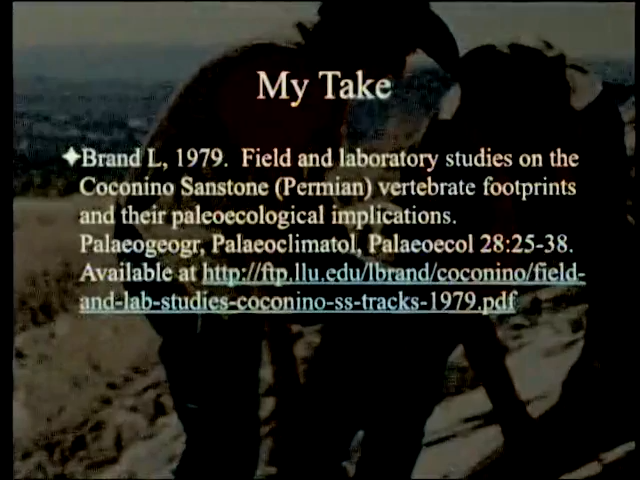 My Take
✦Brand L, 1979. Field and laboratory studies on the
Coconino Sanstone (Permian) vertebrate footprints
and their paleoecological implications.
Palaeogeogr, Palaeoclimatol, Palaeoecol 28:25-38.
Available at http://ftp.llu.edu/lbrand/coconino/field-
and-lab-studies-coconino-ss-tracks-1979.pdf